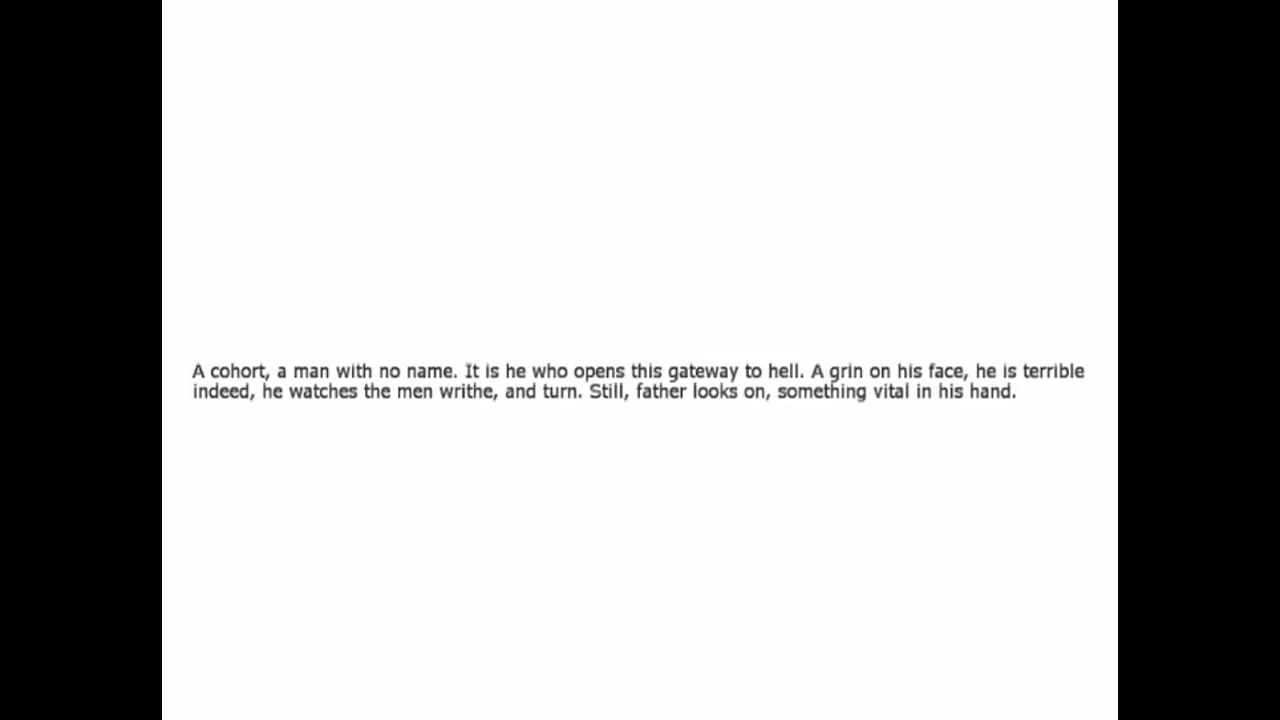 A cohort, a man with no name. It is he who opens this gateway to hell. A grin on his face, he is terrible
indeed, he watches the men writhe, and turn. Still, father looks on, something vital in his hand.